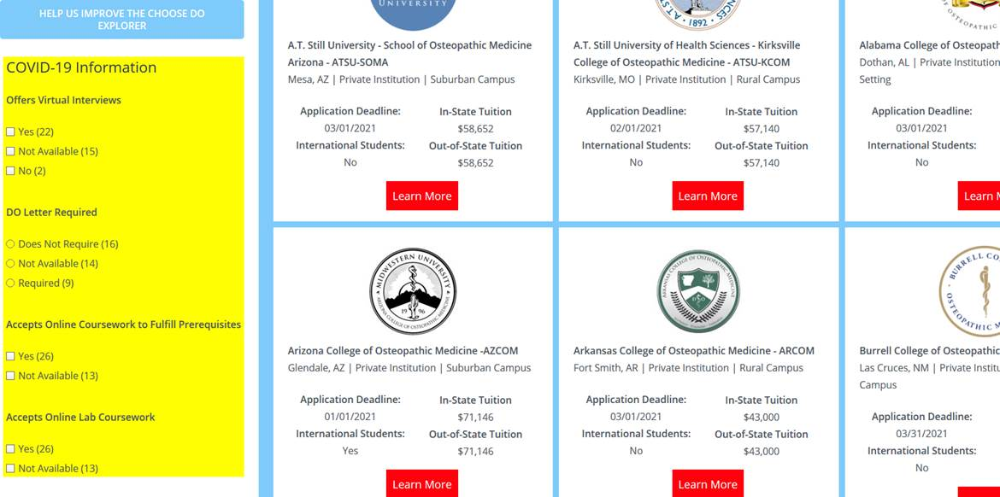 HELP US IMPROVE THE CHOOSE DO
EXPLORER
COVID-19 Information
Offers Virtual Interviews
Yes (22)
Not Available (15)
No (2)
DO Letter Required
Does Not Require (16)
Not Available (14)
Required (9)
Accepts Online Coursework to Fulfill Prerequisites
Yes (26)
Not Available (13)
Accepts Online Lab Coursework
Yes (26)
Not Available (13)
UNIVERSITY
A.T. Still University - School of Osteopathic Medicine
Arizona - ATSU-SOMA
Mesa, AZ | Private Institution | Suburban Campus
Application Deadline:
03/01/2021
International Students:
No
In-State Tuition
$58,652
Out-of-State Tuition
$58,652
Learn More
1892
A.T. Still University of Health Sciences - Kirksville
College of Osteopathic Medicine - ATSU-KCOM
Kirksville, MO | Private Institution | Rural Campus
Application Deadline:
02/01/2021
International Students:
No
In-State Tuition
$57,140
Out-of-State Tuition
$57,140
Learn More
Alabama College of Osteopath
Dothan, AL | Private Institution
Setting
Application Deadline:
03/01/2021
International Students:
No
Learn M
MIDWESTERN UNIVERSITY
1996
ARIZONA COLLEGE OF OSTEOPATHIC MEDICINE
Arizona College of Osteopathic Medicine -AZCOM
Glendale, AZ | Private Institution | Suburban Campus
Application Deadline:
01/01/2021
International Students:
Yes
In-State Tuition
$71,146
Out-of-State Tuition
$71,146
Learn More
ARKANSAS COLLEGE OF OSTEOPATHIC MEDICINE
Arkansas College of Osteopathic Medicine - ARCOM
Fort Smith, AR | Private Institution | Rural Campus
Application Deadline:
03/01/2021
International Students:
No
In-State Tuition
$43,000
Out-of-State Tuition
$43,000
Learn More
BURRELL CO
OSTEOPATHIC M
Burrell College of Osteopathic
Las Cruces, NM | Private Institu
Campus
Application Deadline:
03/31/2021
International Students:
No